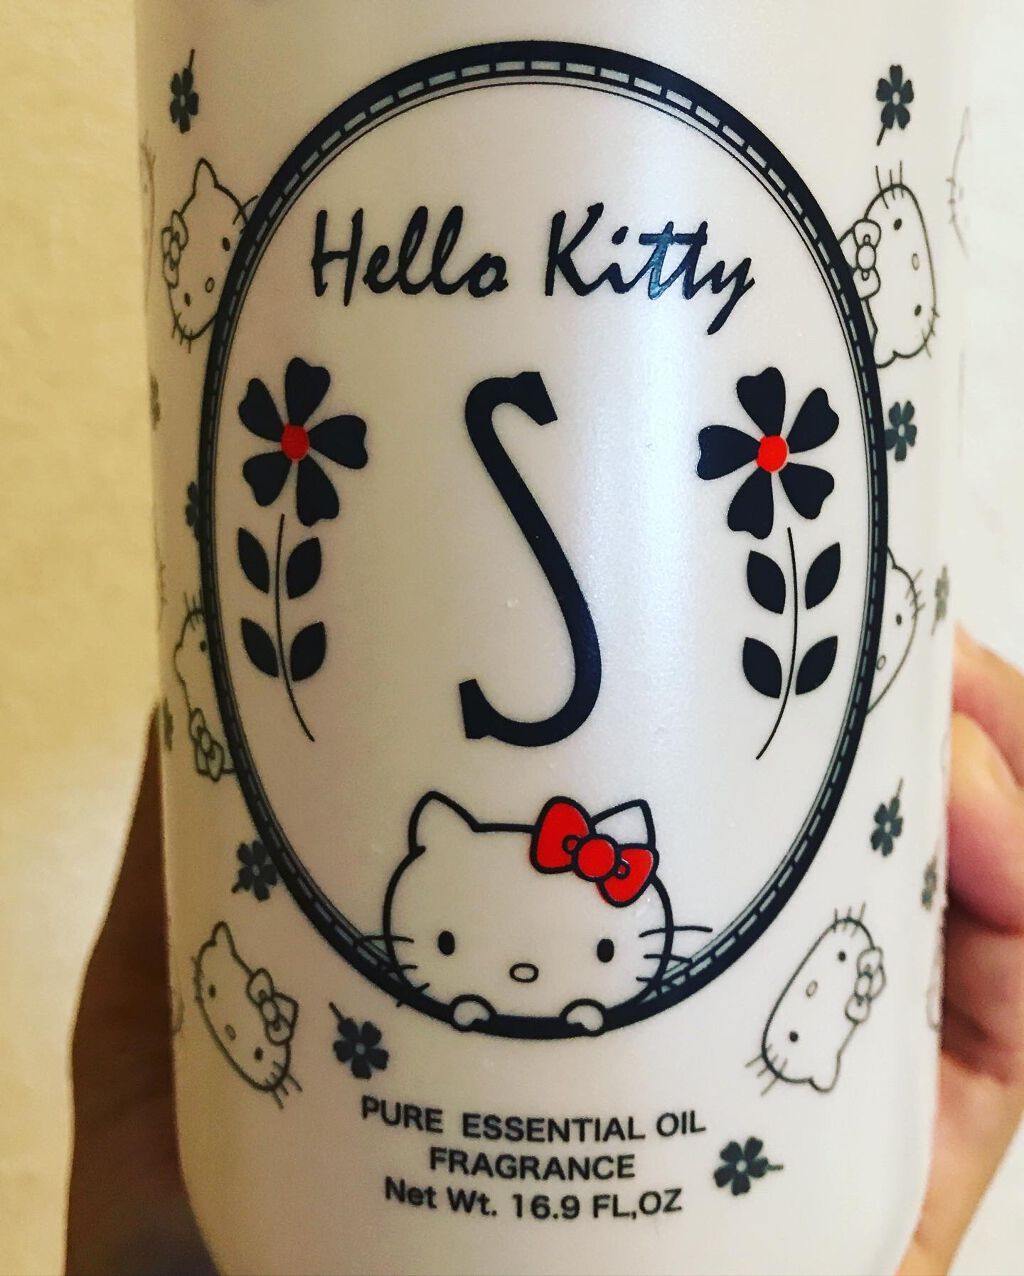 Hello Kitty
S
PURE ESSENTIAL OIL
FRAGRANCE
Net Wt. 16.9 FL,OZ